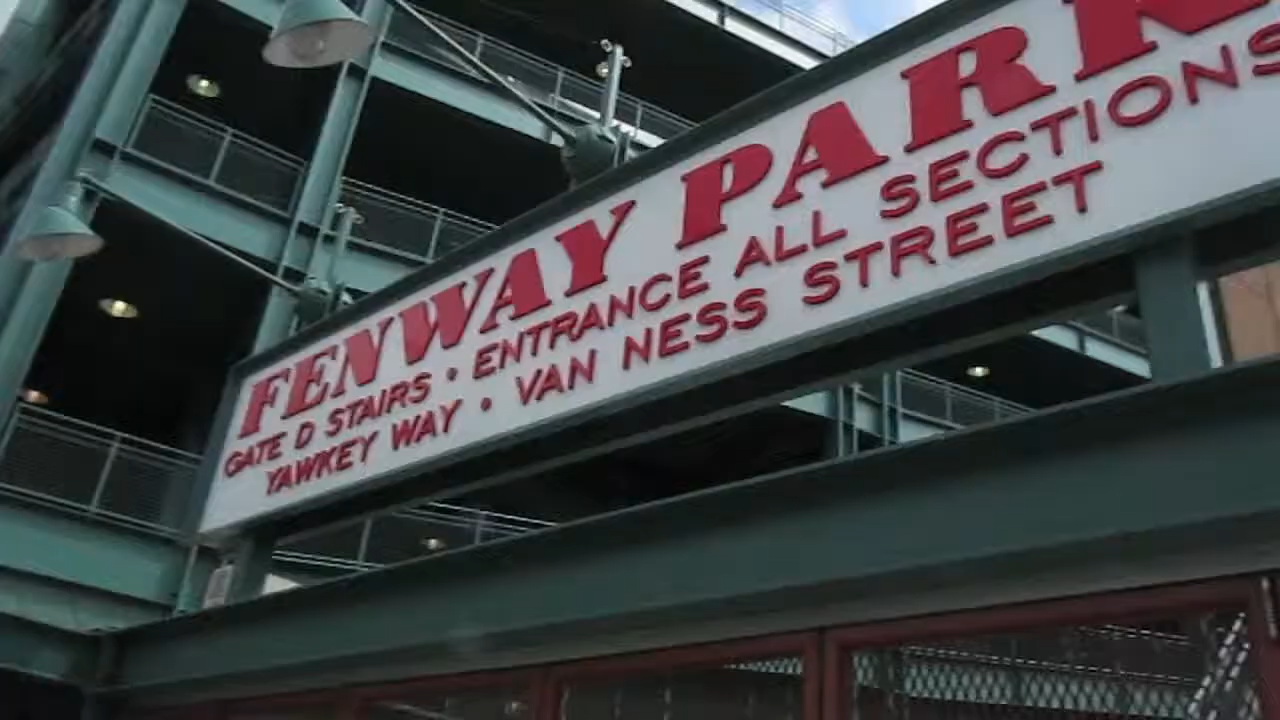 FENWAY PARK
GATE D STAIRS • ENTRANCE ALL SECTIONS
YAWKEY WAY • VAN NESS STREET